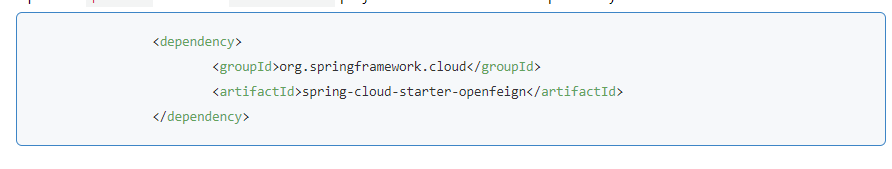 <dependency>
<groupId>org.springframework.cloud</groupId>
<artifactId>spring-cloud-starter-openfeign</artifactId>
</dependency>